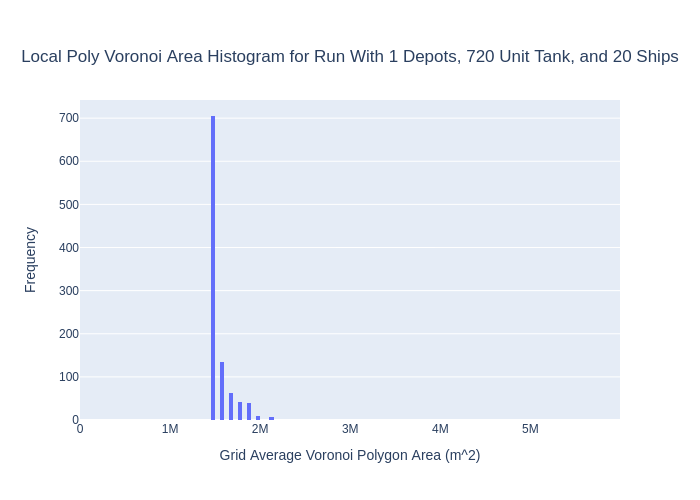 Local Poly Voronoi Area Histogram for Run With 1 Depots, 720 Unit Tank, and 20 Ships
700
600
500
400
300
200
100
0
Frequency
0 1M 2M 3M 4M 5M
Grid Average Voronoi Polygon Area (m^2)